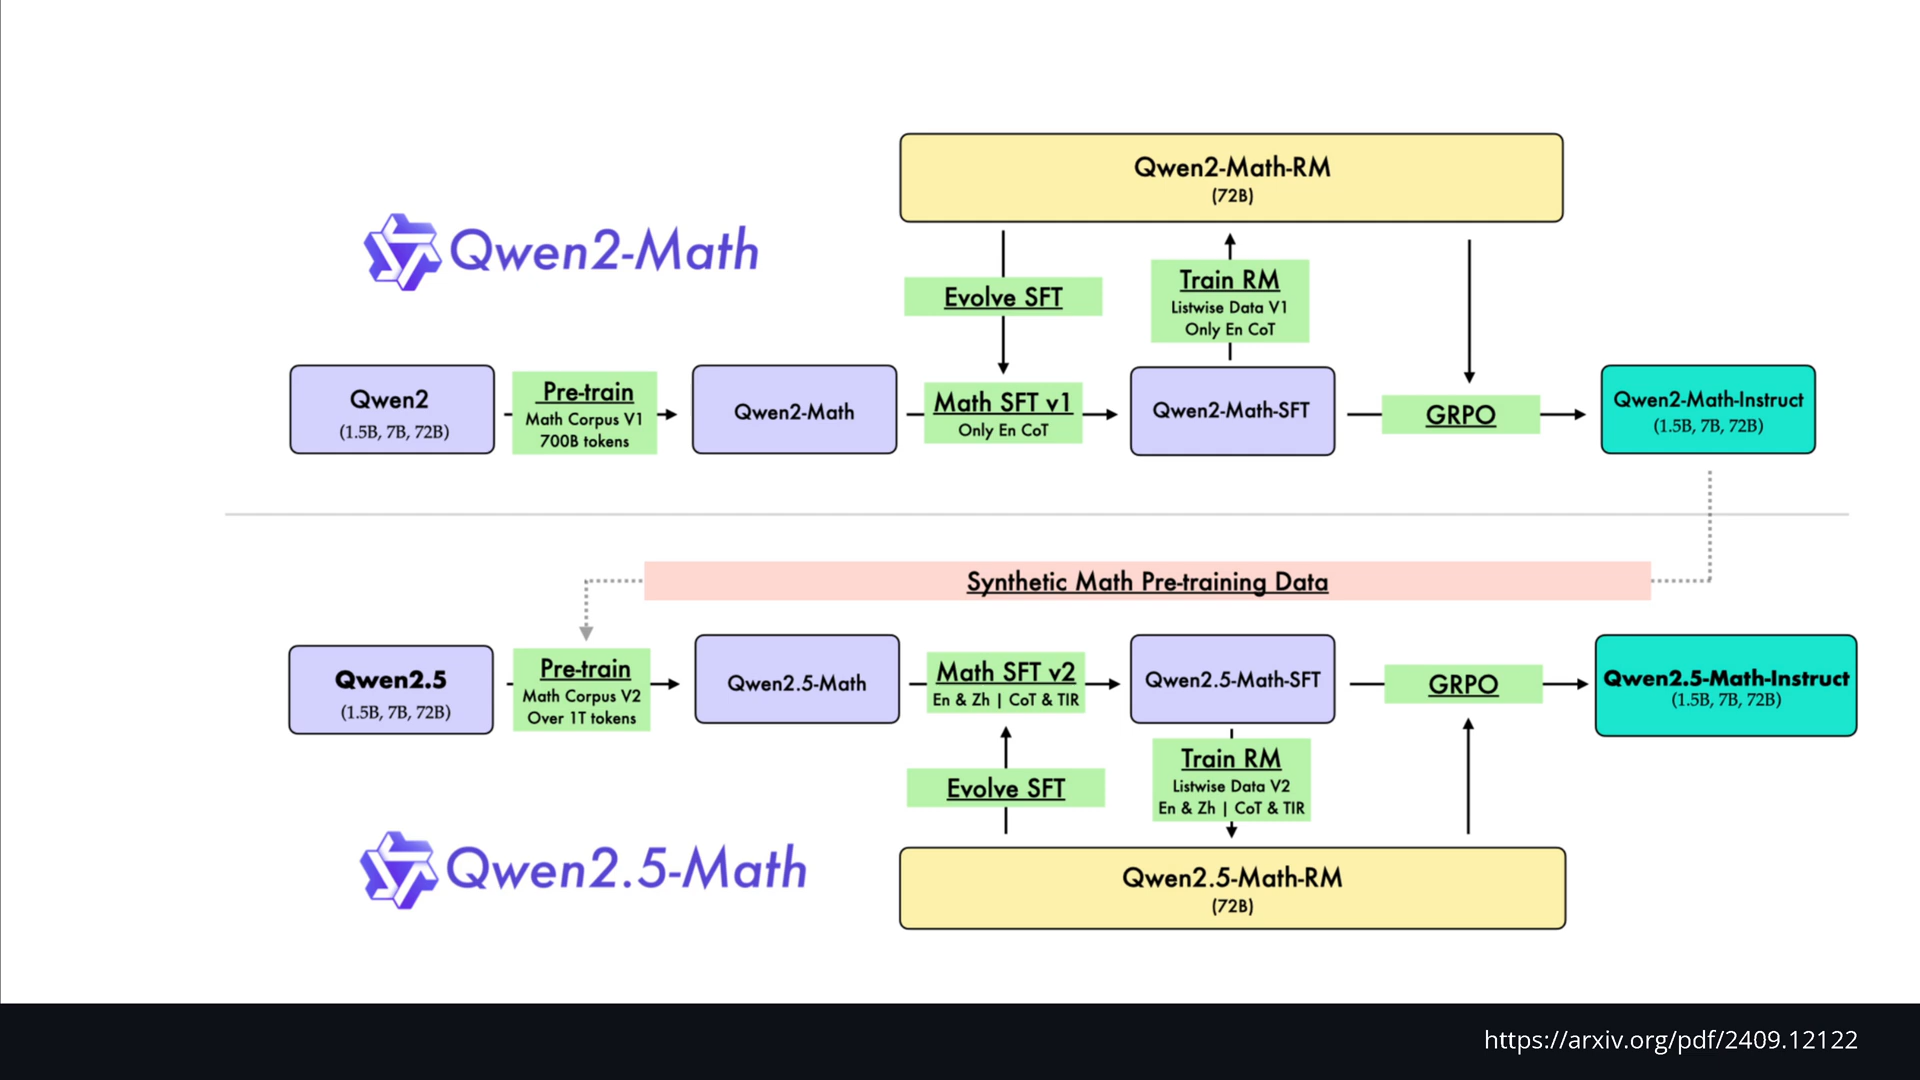 Qwen2-Math-RM
(72B)
Qwen2-Math
Evolve SFT
Train RM
Listwise Data V1
Only En CoT
Qwen2
(1.5B, 7B, 72B)
Pre-train
Math Corpus V1
700B tokens
Qwen2-Math
Math SFT v1
Only En CoT
Qwen2-Math-SFT
GRPO
Qwen2-Math-Instruct
(1.5B, 7B, 72B)
Synthetic Math Pre-training Data
Qwen2.5
(1.5B, 7B, 72B)
Pre-train
Math Corpus V2
Over 1T tokens
Qwen2.5-Math
Math SFT v2
En & Zh | CoT & TIR
Qwen2.5-Math-SFT
GRPO
Qwen2.5-Math-Instruct
(1.5B, 7B, 72B)
Evolve SFT
Train RM
Listwise Data V2
En & Zh | CoT & TIR
Qwen2.5-Math
Qwen2.5-Math-RM
(72B)
https://arxiv.org/pdf/2409.12122